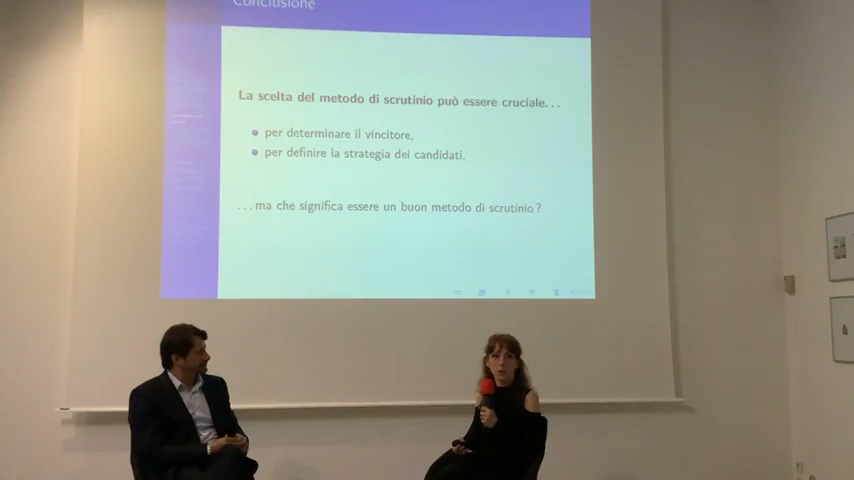 Conclusione
La scelta del metodo di scrutinio può essere cruciale...
per determinare il vincitore,
per definire la strategia dei candidati.
...ma che significa essere un buon metodo di scrutinio?